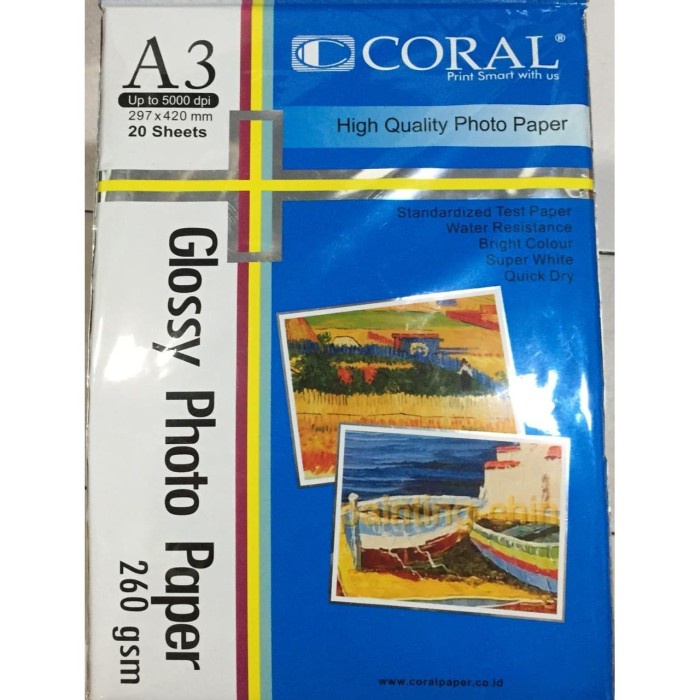 A3
Up to 5000 dpi
297 x 420 mm
20 Sheets
CORAL®
Print Smart with us
High Quality Photo Paper
Standardized Test Paper
Water Resistance
Bright Colour
Super White
Quick Dry
Glossy Photo Paper
260 gsm
www.coralpaper.co.id